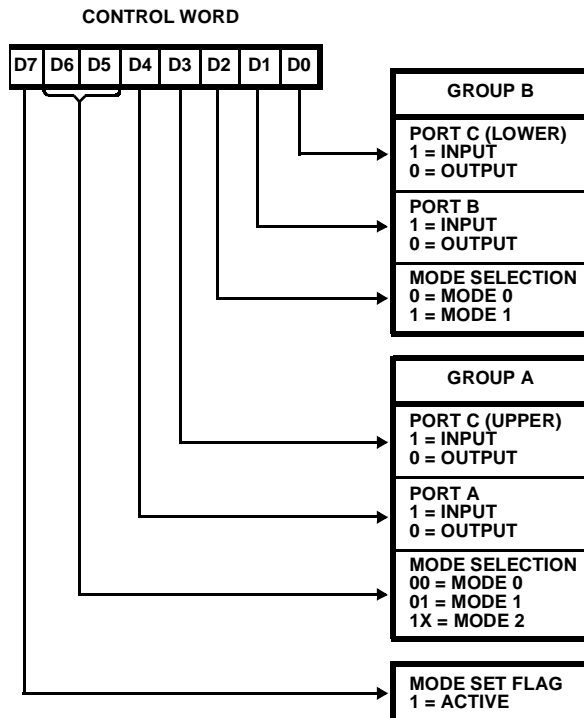 CONTROL WORD
D7 D6 D5 D4 D3 D2 D1 D0
GROUP B
PORT C (LOWER)
1 = INPUT
0 = OUTPUT
PORT B
1 = INPUT
0 = OUTPUT
MODE SELECTION
0 = MODE 0
1 = MODE 1
GROUP A
PORT C (UPPER)
1 = INPUT
0 = OUTPUT
PORT A
1 = INPUT
0 = OUTPUT
MODE SELECTION
00 = MODE 0
01 = MODE 1
1X = MODE 2
MODE SET FLAG
1 = ACTIVE